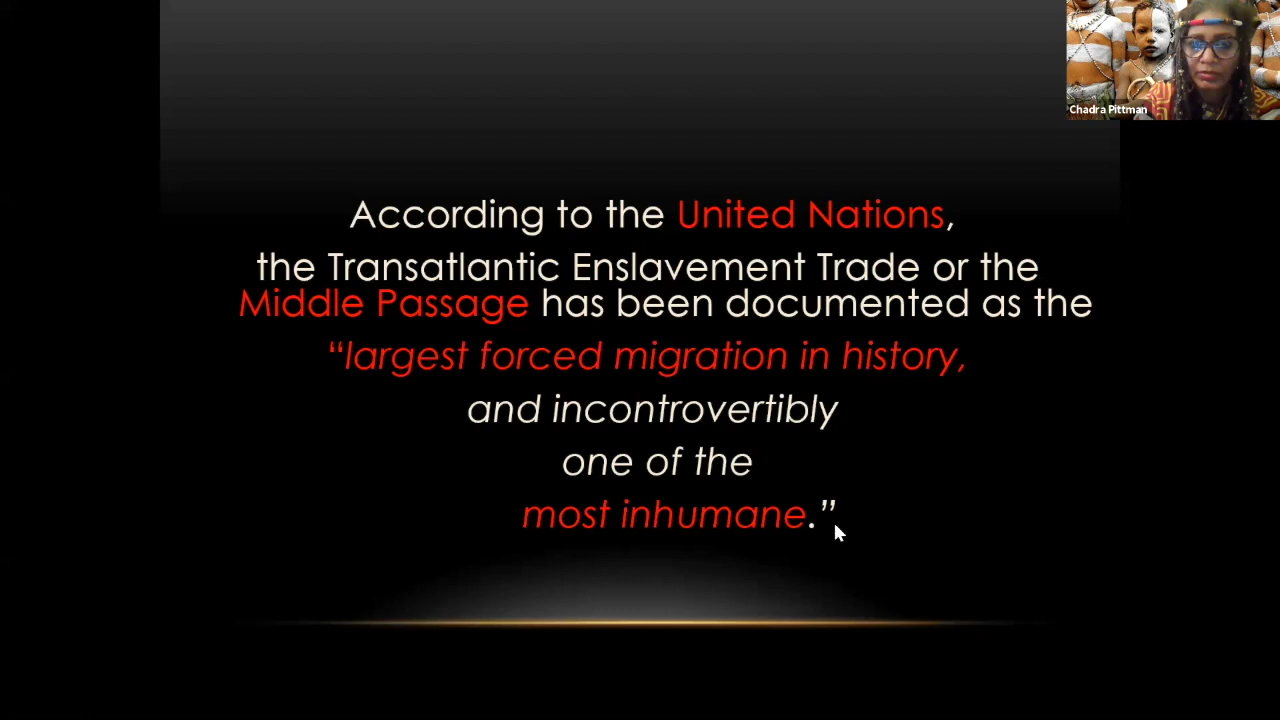 Chadra Pittman
According to the United Nations,
the Transatlantic Enslavement Trade or the
Middle Passage has been documented as the
“largest forced migration in history,
and incontrovertibly
one of the
most inhumane.”